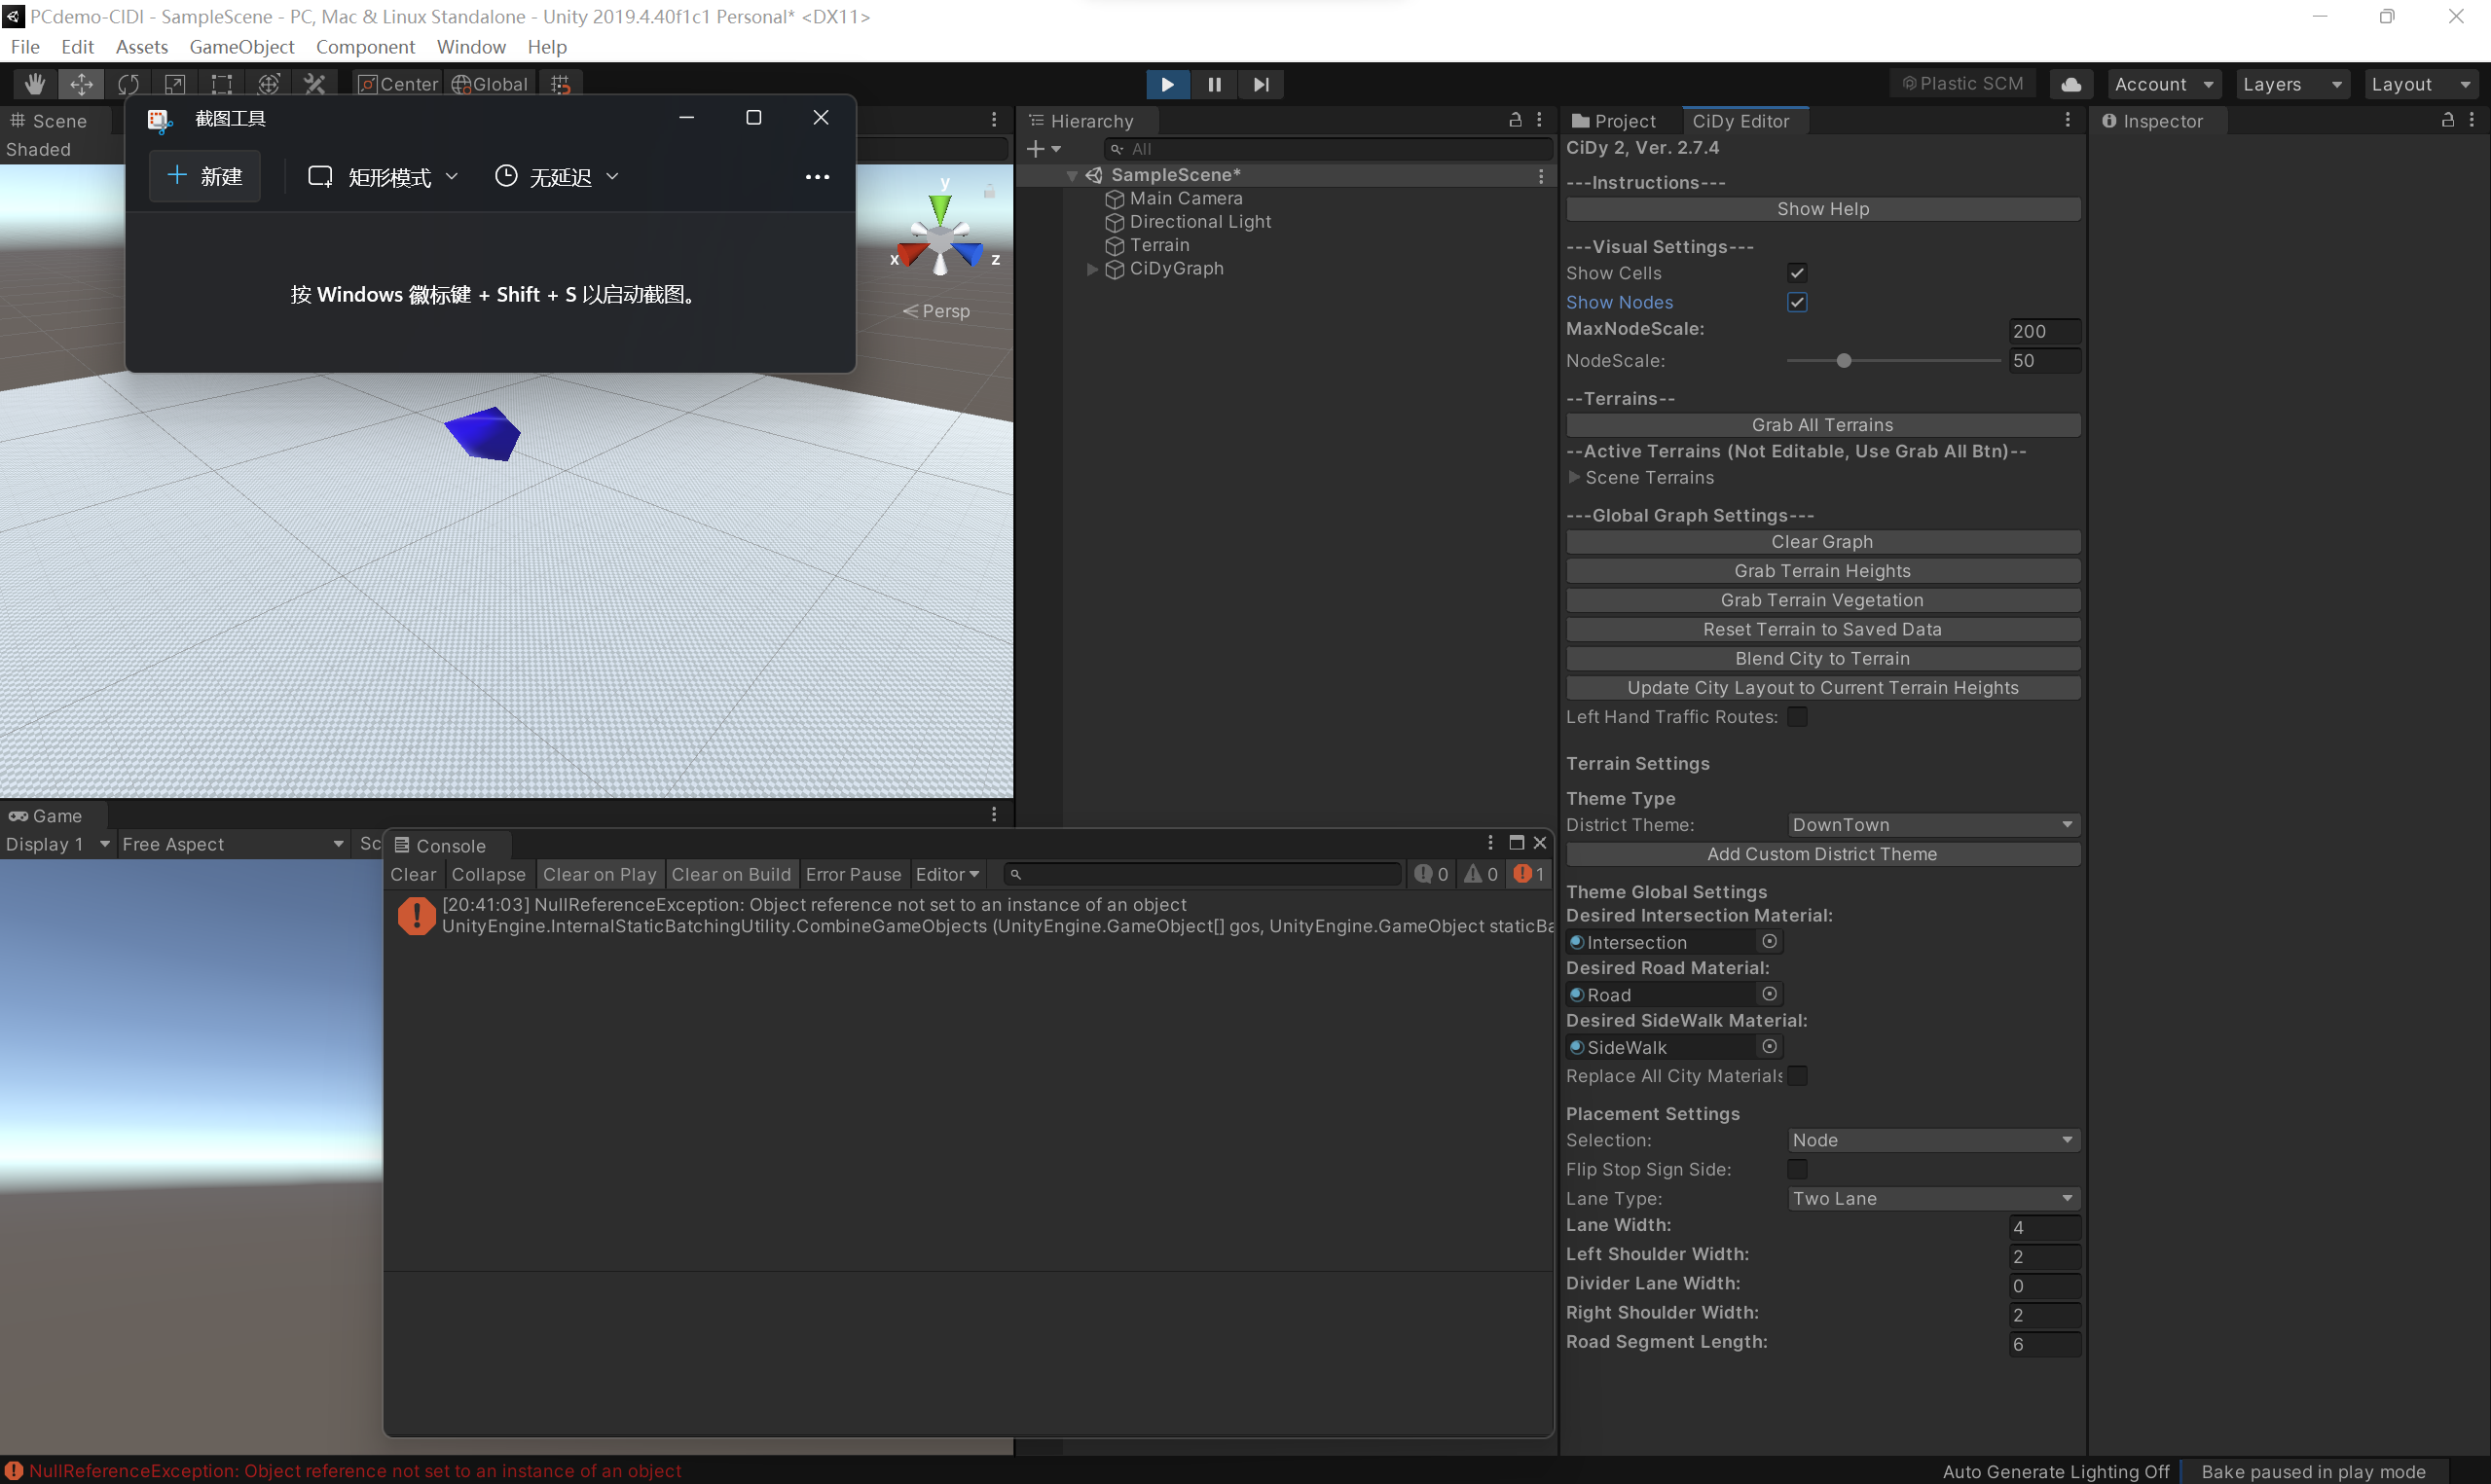 PCdemo-CIDI - SampleScene - PC, Mac & Linux Standalone - Unity 2019.4.40f1c1 Personal* <DX11>
File Edit Assets GameObject Component Window Help
Center Global
Plastic SCM
Account
Layers
Layout
Scene
Shaded
截图工具
新建
矩形模式
无延迟
按 Windows 徽标键 + Shift + S 以启动截图。
y
x
z
Persp
Hierarchy
All
SampleScene*
Main Camera
Directional Light
Terrain
CiDyGraph
Project
CiDy Editor
CiDy 2, Ver. 2.7.4
---Instructions---
Show Help
---Visual Settings---
Show Cells
Show Nodes
MaxNodeScale: 200
NodeScale: 50
--Terrains--
Grab All Terrains
--Active Terrains (Not Editable, Use Grab All Btn)--
Scene Terrains
---Global Graph Settings---
Clear Graph
Grab Terrain Heights
Grab Terrain Vegetation
Reset Terrain to Saved Data
Blend City to Terrain
Update City Layout to Current Terrain Heights
Left Hand Traffic Routes:
Terrain Settings
Theme Type
District Theme: DownTown
Add Custom District Theme
Theme Global Settings
Desired Intersection Material:
Intersection
Desired Road Material:
Road
Desired SideWalk Material:
SideWalk
Replace All City Materials
Placement Settings
Selection: Node
Flip Stop Sign Side:
Lane Type: Two Lane
Lane Width: 4
Left Shoulder Width: 2
Divider Lane Width: 0
Right Shoulder Width: 2
Road Segment Length: 6
Inspector
Game
Display 1 Free Aspect Sc
Console
Clear Collapse Clear on Play Clear on Build Error Pause Editor 0 0 1
[20:41:03] NullReferenceException: Object reference not set to an instance of an object
UnityEngine.InternalStaticBatchingUtility.CombineGameObjects (UnityEngine.GameObject[] gos, UnityEngine.GameObject staticBa
NullReferenceException: Object reference not set to an instance of an object
Auto Generate Lighting Off
Bake paused in play mode